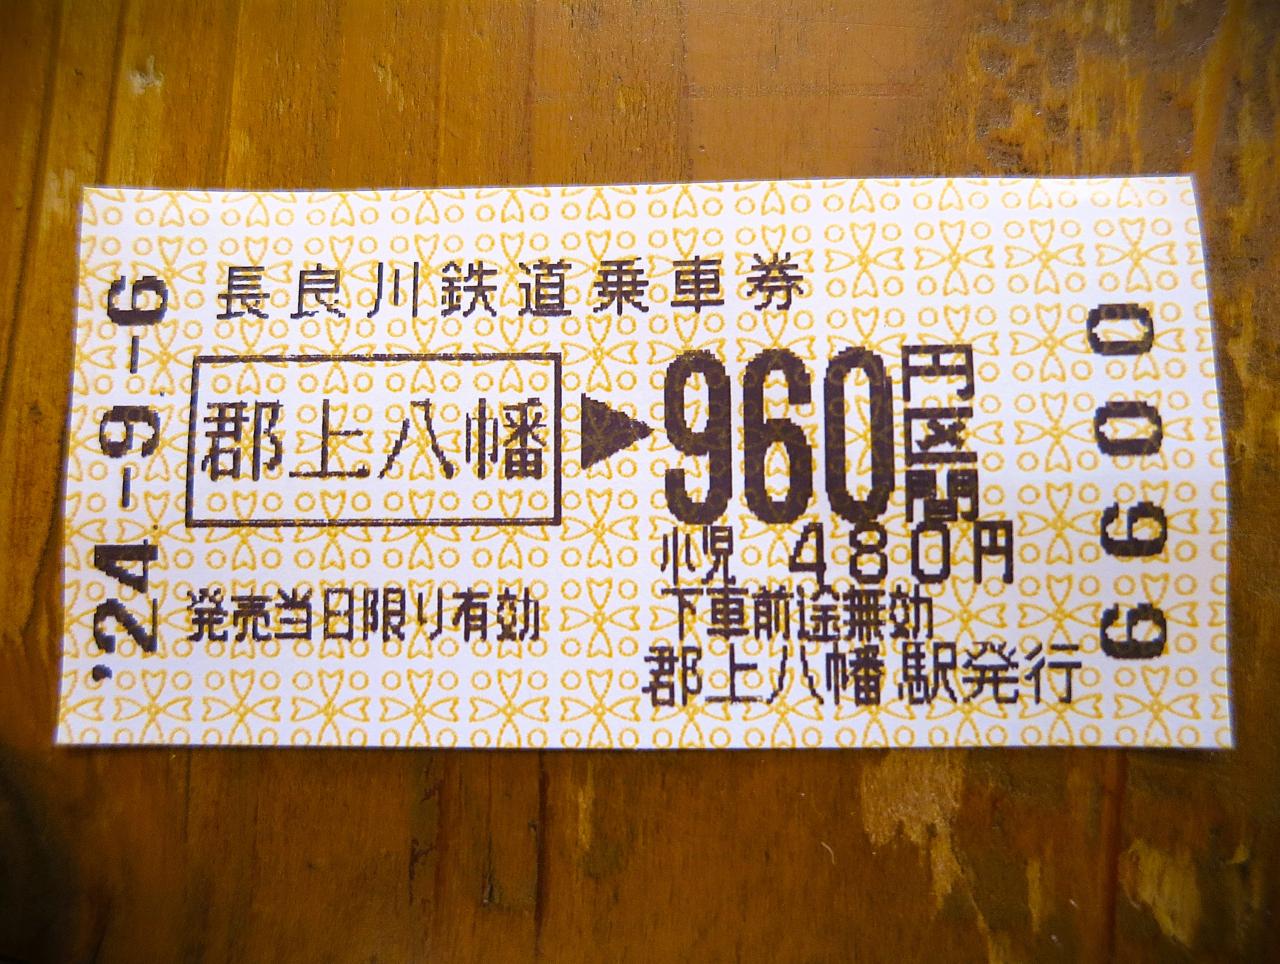 長良川鉄道乗車券
郡上八幡▶960円区間
小児 480円
発売当日限り有効
下車前途無効
郡上八幡駅発行
'24-9-6
0099